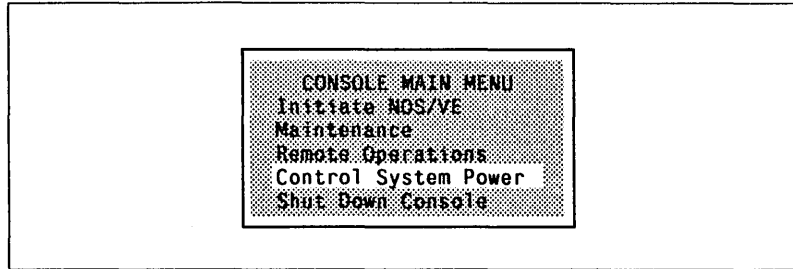 CONSOLE MAIN MENU
Initiate NOS/VE
Maintenance
Remote Operations
Control System Power
Shut Down Console